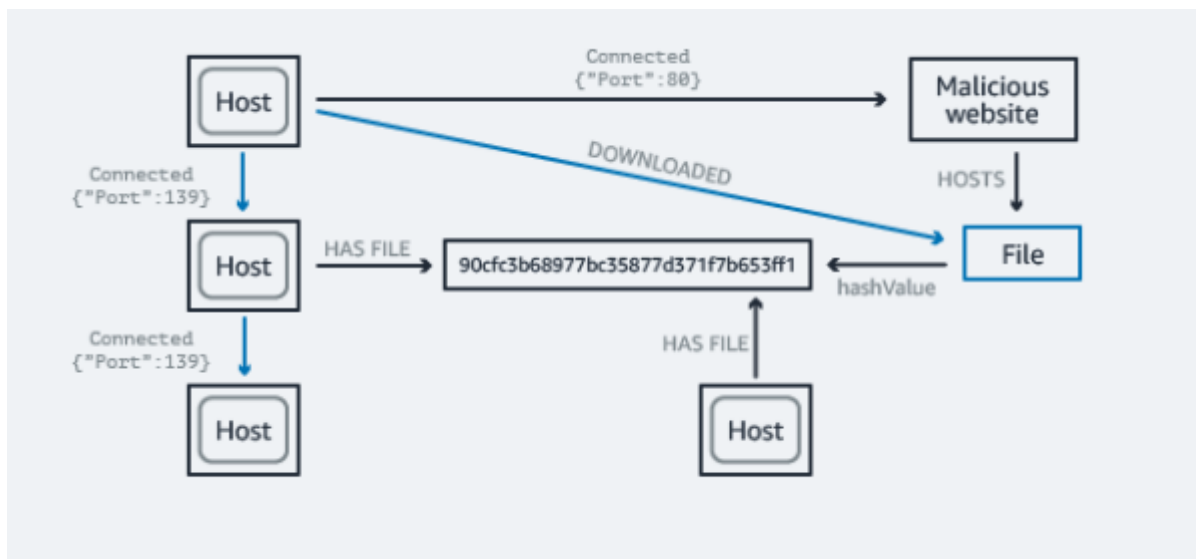 Connected
{"Port":80}
Host
Malicious
website
DOWNLOADED
Connected
{"Port":139}
HOSTS
Host
HAS FILE
90cfc3b68977bc35877d371f7b653ff1
File
hashValue
Connected
{"Port":139}
HAS FILE
Host
Host